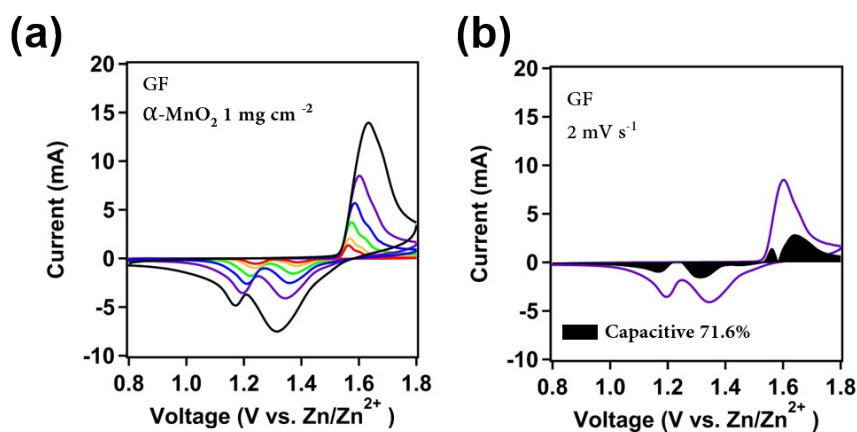 (a)
20
15
10
5
0
-5
-10
Current (mA)
GF
α-MnO₂ 1 mg cm ⁻²
0.8 1.0 1.2 1.4 1.6 1.8
Voltage (V vs. Zn/Zn²⁺ )
(b)
20
15
10
5
0
-5
-10
Current (mA)
GF
2 mV s⁻¹
Capacitive 71.6%
0.8 1.0 1.2 1.4 1.6 1.8
Voltage (V vs. Zn/Zn²⁺ )